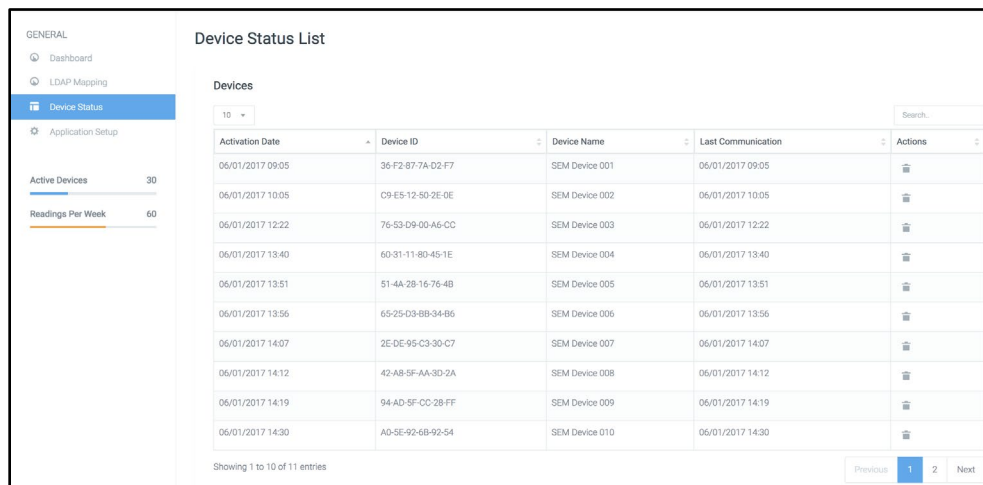 GENERAL
Dashboard
LDAP Mapping
Device Status
Application Setup
Active Devices 30
Readings Per Week 60
Device Status List
Devices
10
Search..
Activation Date Device ID Device Name Last Communication Actions
06/01/2017 09:05 36-F2-87-7A-D2-F7 SEM Device 001 06/01/2017 09:05
06/01/2017 10:05 C9-E5-12-50-2E-0E SEM Device 002 06/01/2017 10:05
06/01/2017 12:22 76-53-D9-00-A6-CC SEM Device 003 06/01/2017 12:22
06/01/2017 13:40 60-31-11-80-45-1E SEM Device 004 06/01/2017 13:40
06/01/2017 13:51 51-4A-28-16-76-4B SEM Device 005 06/01/2017 13:51
06/01/2017 13:56 65-25-D3-BB-34-B6 SEM Device 006 06/01/2017 13:56
06/01/2017 14:07 2E-DE-95-C3-30-C7 SEM Device 007 06/01/2017 14:07
06/01/2017 14:12 42-A8-5F-AA-3D-2A SEM Device 008 06/01/2017 14:12
06/01/2017 14:19 94-AD-5F-CC-28-FF SEM Device 009 06/01/2017 14:19
06/01/2017 14:30 A0-5E-92-6B-92-54 SEM Device 010 06/01/2017 14:30
Showing 1 to 10 of 11 entries
Previous 1 2 Next